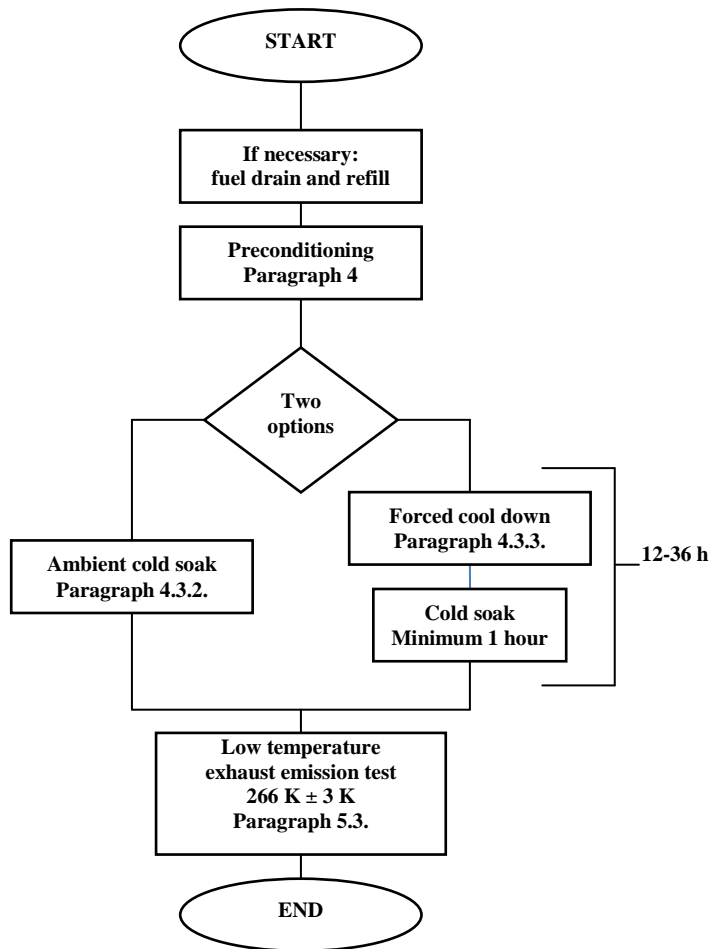 START
If necessary:
fuel drain and refill
Preconditioning
Paragraph 4
Two
options
Ambient cold soak
Paragraph 4.3.2.
Forced cool down
Paragraph 4.3.3.
12-36 h
Cold soak
Minimum 1 hour
Low temperature
exhaust emission test
266 K ± 3 K
Paragraph 5.3.
END